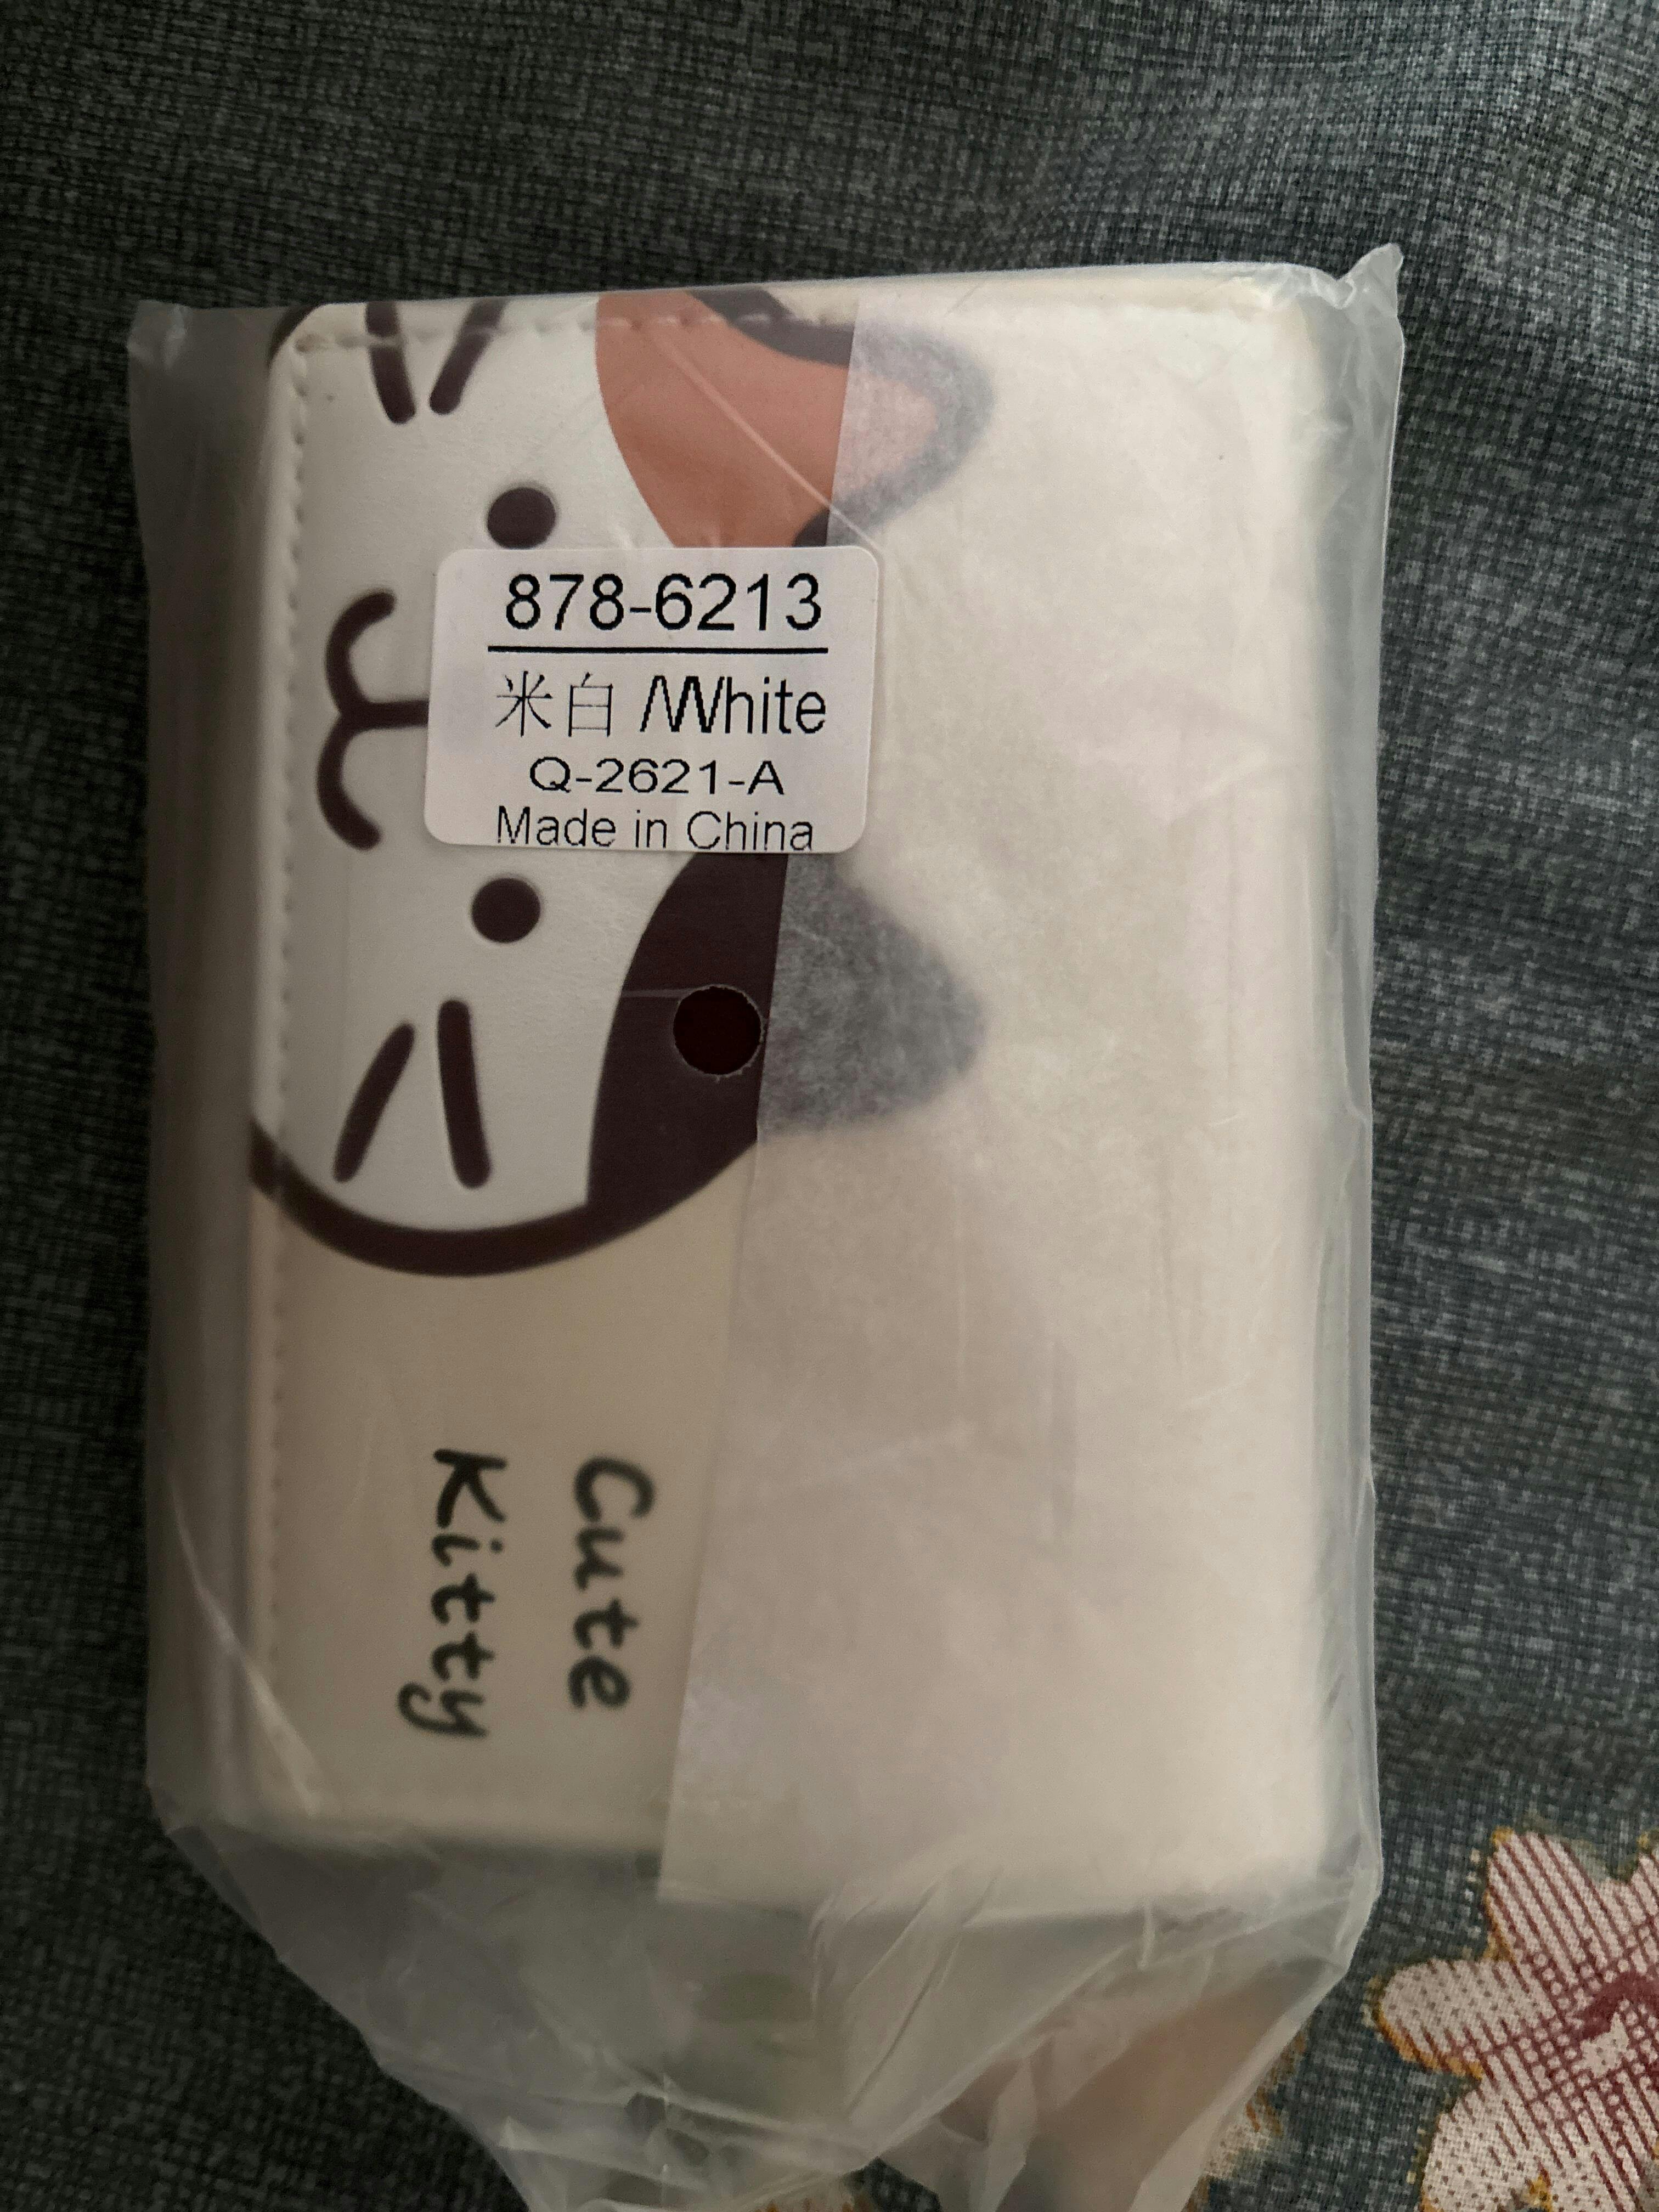 878-6213
米白 /White
Q-2621-A
Made in China
Cute
Kitty